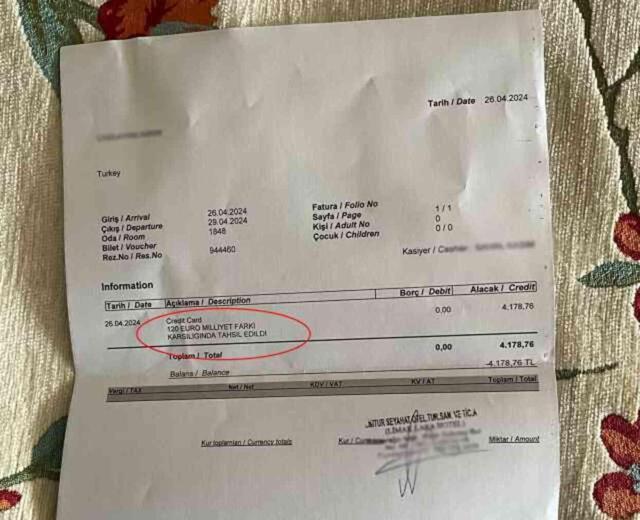 Tarih / Date 26.04.2024
Turkey
Giriş / Arrival 26.04.2024
Çıkış / Departure 29.04.2024
Oda / Room 1848
Bilet / Voucher
Rez.No / Res.No 944460
Fatura / Folio No
Sayfa / Page 1 / 1
Kişi / Adult No 0
Çocuk / Children 0 / 0
Kasiyer /
Information
Tarih / Date Açıklama / Description Borç / Debit Alacak / Credit
26.04.2024 Credit Card 0,00 4.178,76
120 EURO MILLIYET FARKI
KARSILIGINDA TAHSIL EDILDI
Toplam / Total 0,00 4.178,76
Balans / Balance -4.178,76 TL
Vergi / TAX Net / Net KDV / VAT KV / AT Toplam / Total
SEYAHAT
Kur toplamları / Currency totals Kur / Miktar / Amount